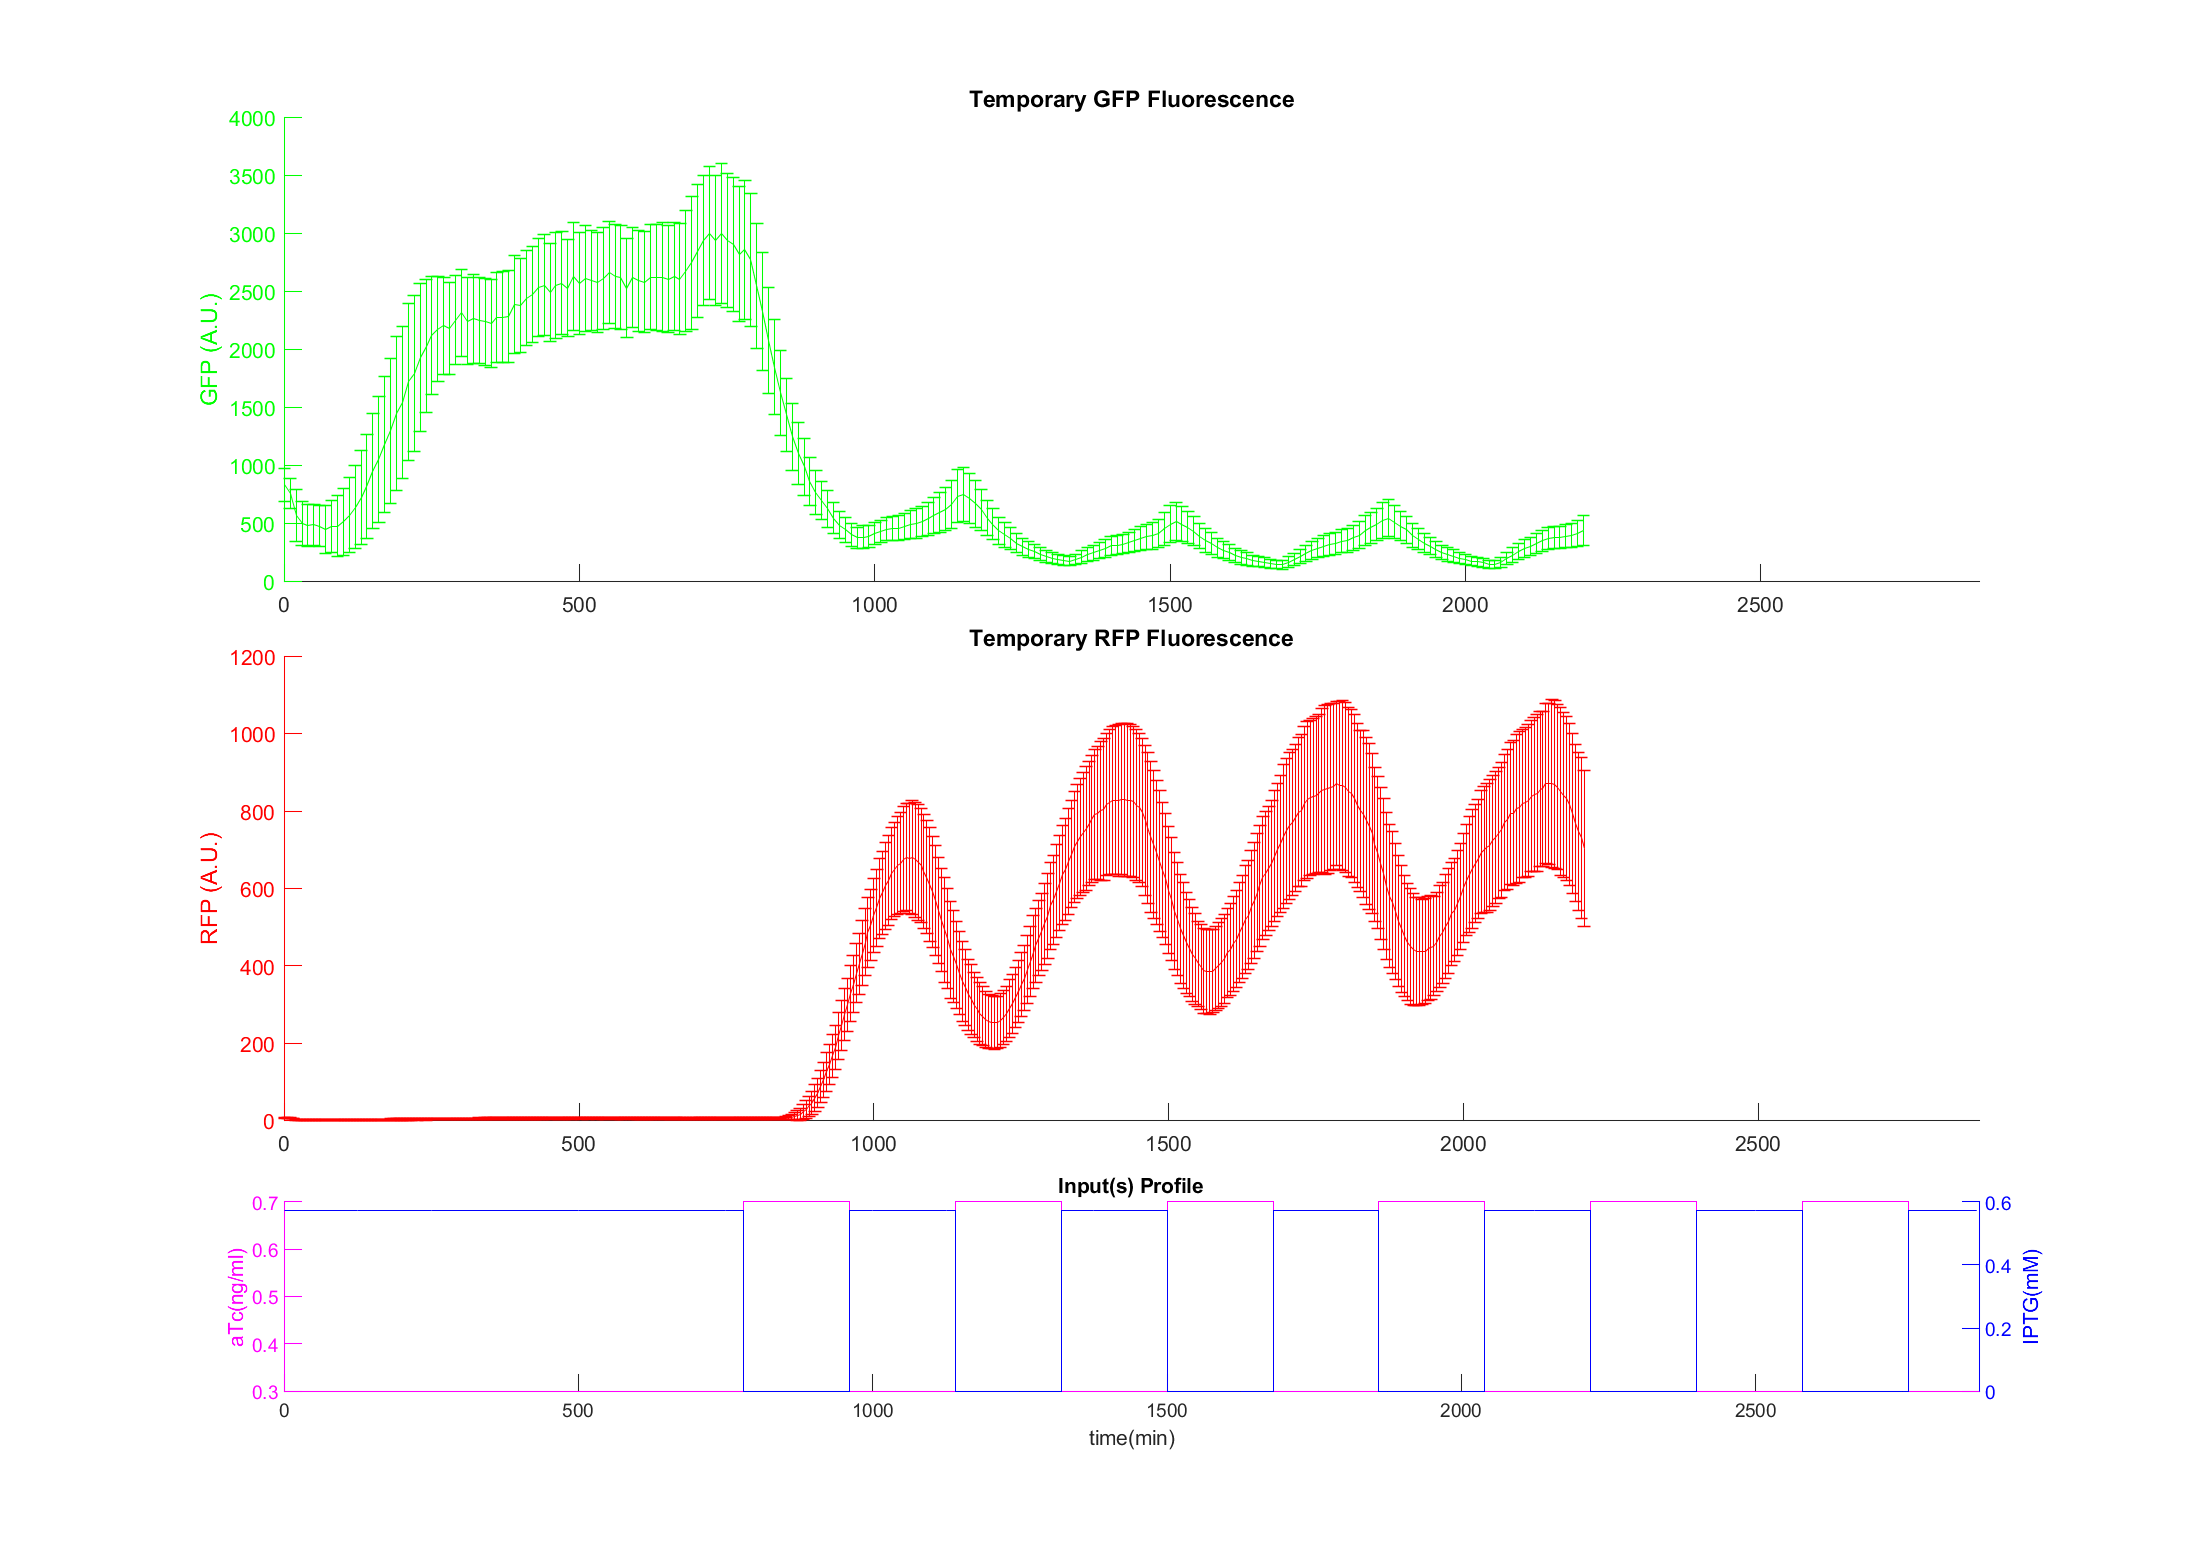 Temporary GFP Fluorescence
4000
3500
3000
2500
2000
1500
1000
500
0
GFP (A.U.)
0 500 1000 1500 2000 2500
Temporary RFP Fluorescence
1200
1000
800
600
400
200
0
RFP (A.U.)
0 500 1000 1500 2000 2500
Input(s) Profile
0.7
0.6
0.5
0.4
0.3
aTc(ng/ml)
0.6
0.4
0.2
0
IPTG(mM)
0 500 1000 1500 2000 2500
time(min)